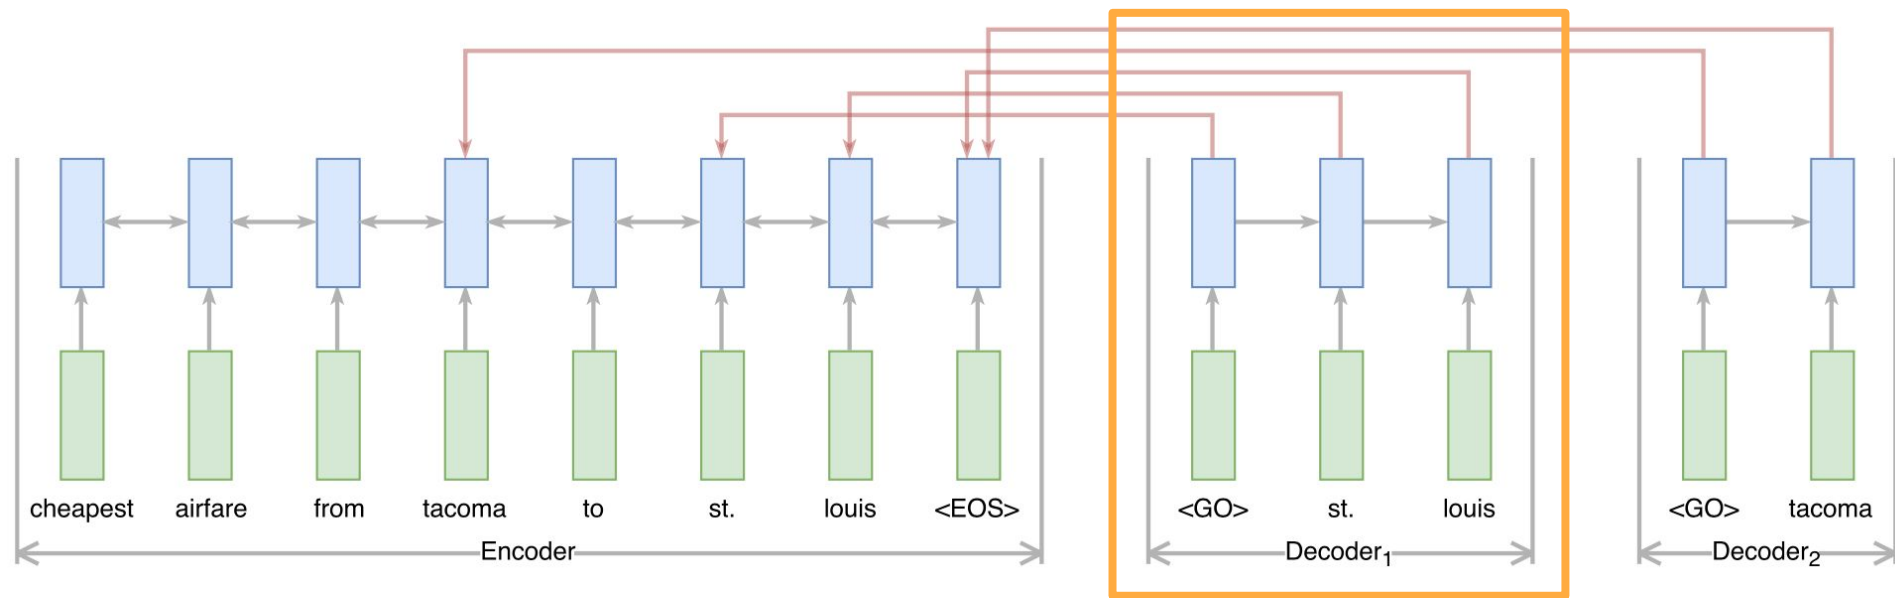 cheapest airfare from tacoma to st. louis <EOS> <GO> st. louis <GO> tacoma
Encoder Decoder1 Decoder2